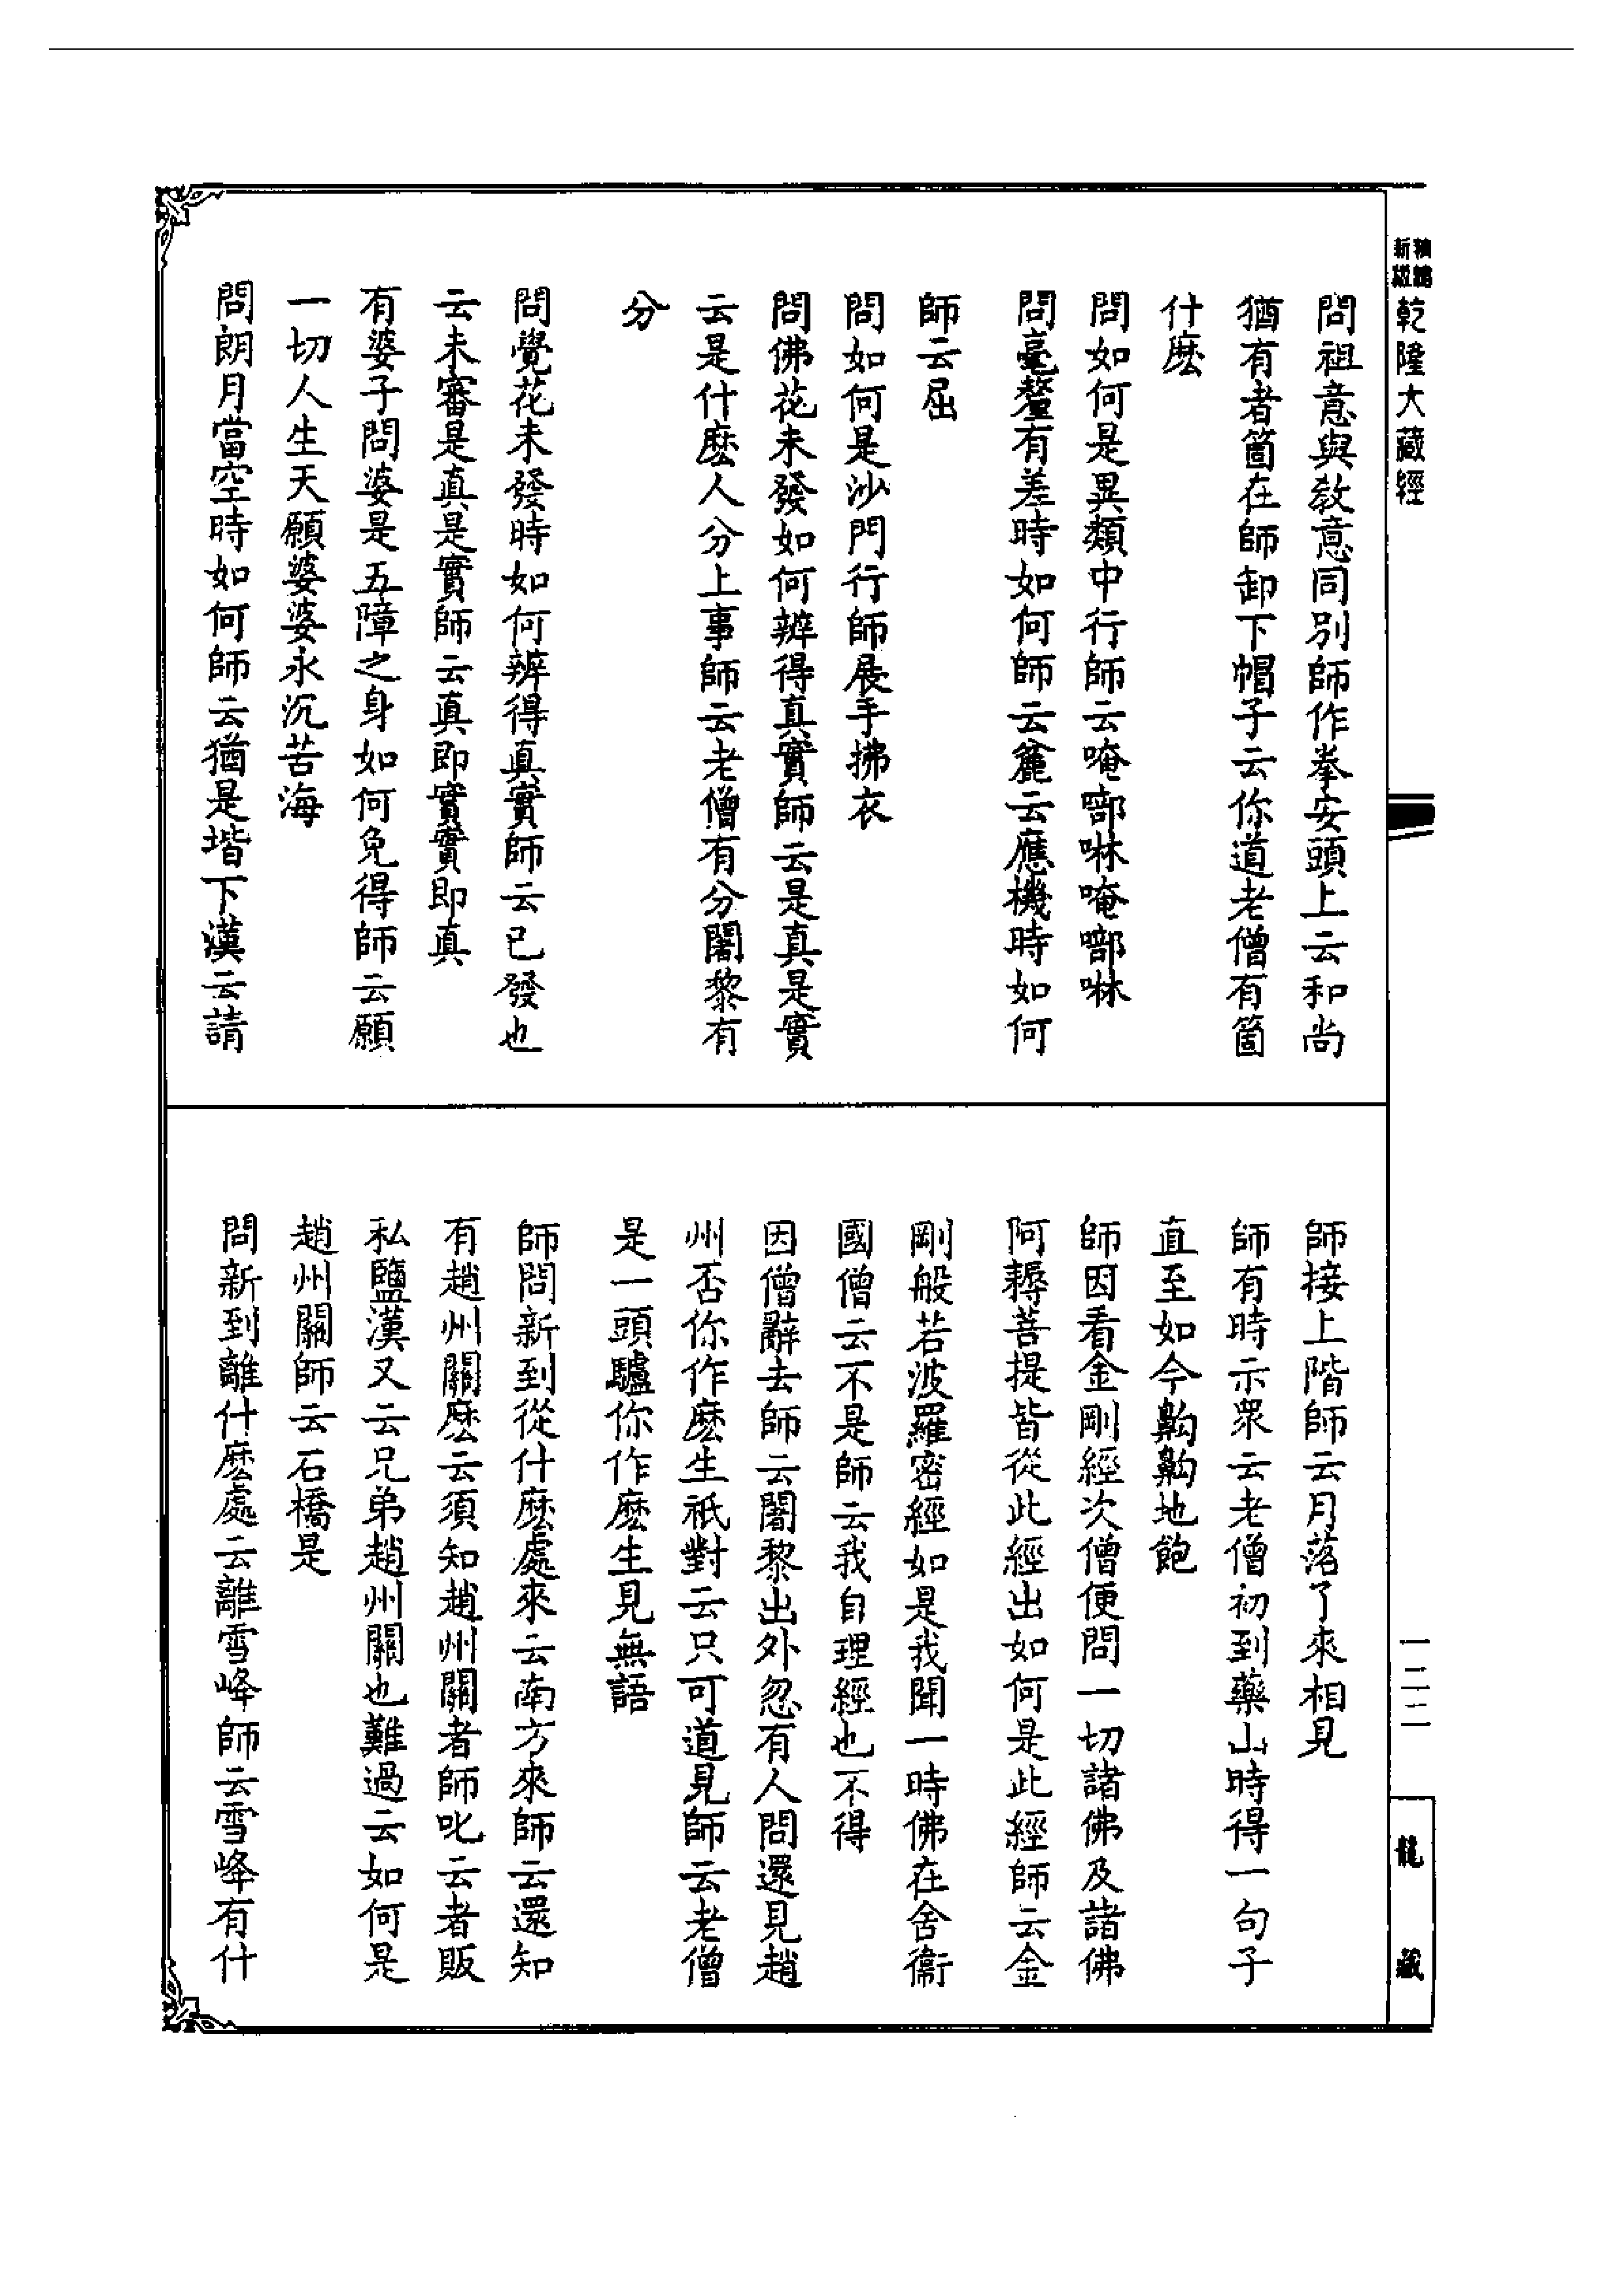 新編
精編
乾隆大藏經
問祖意與教意同別師作拳安頭上云和尚
猶有者箇在師卸下帽子云你道老僧有箇
什麽
問如何是異類中行師云唵㘕啉唵㘕啉
問毫釐有差時如何師云麄云應機時如何
師云屈
問如何是沙門行師展手拂衣
問佛花未發如何辨得真實師云是真是實
云是什麽人分上事師云老僧有分闍黎有
分
問覺花未發時如何辨得真實師云已發也
云未審是真是實師云真即實實即真
有婆子問婆是五障之身如何免得師云願
一切人生天願婆婆永沉苦海
問朗月當空時如何師云猶是堦下漢云請
師接上階師云月落了來相見
師有時示衆云老僧初到藥山時得一句子
直至如今齁齁地飽
師因看金剛經次僧便問一切諸佛及諸佛
阿耨菩提皆從此經出如何是此經師云金
剛般若波羅密經如是我聞一時佛在舍衞
國僧云不是師云我自理經也不得
因僧辭去師云闍黎出外忽有人問還見趙
州否你作麽生祇對云只可道見師云老僧
是一頭驢你作麽生見無語
師問新到從什麽處來云南方來師云還知
有趙州關麽云須知趙州關者師叱云者販
私鹽漢又云兄弟趙州關也難過云如何是
趙州關師云石橋是
問新到離什麽處云離雪峰師云雪峰有什
一二二
龍藏